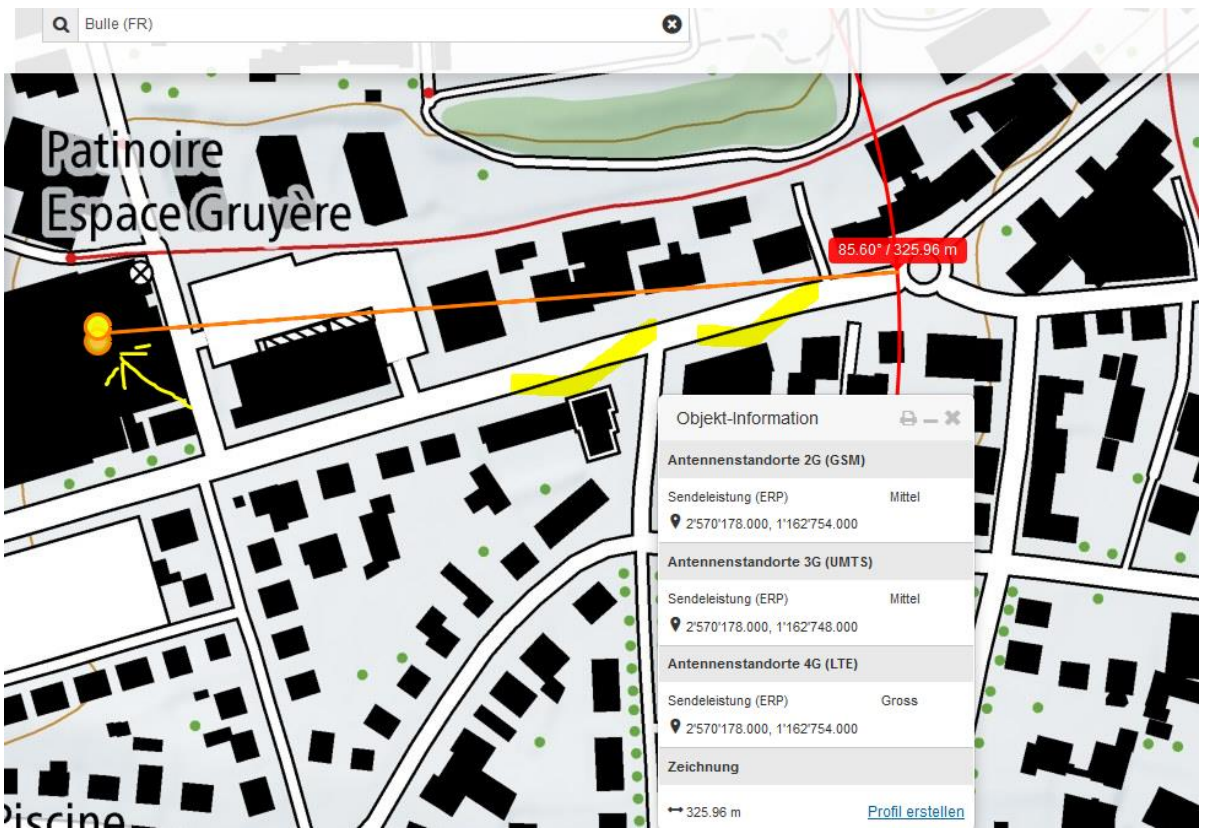 Bulle (FR)
Patinoire
Espace Gruyère
85.60° / 325.96 m
Objekt-Information
Antennenstandorte 2G (GSM)
Sendeleistung (ERP) Mittel
2'570'178.000, 1'162'754.000
Antennenstandorte 3G (UMTS)
Sendeleistung (ERP) Mittel
2'570'178.000, 1'162'748.000
Antennenstandorte 4G (LTE)
Sendeleistung (ERP) Gross
2'570'178.000, 1'162'754.000
Zeichnung
325.96 m Profil erstellen
Piscine